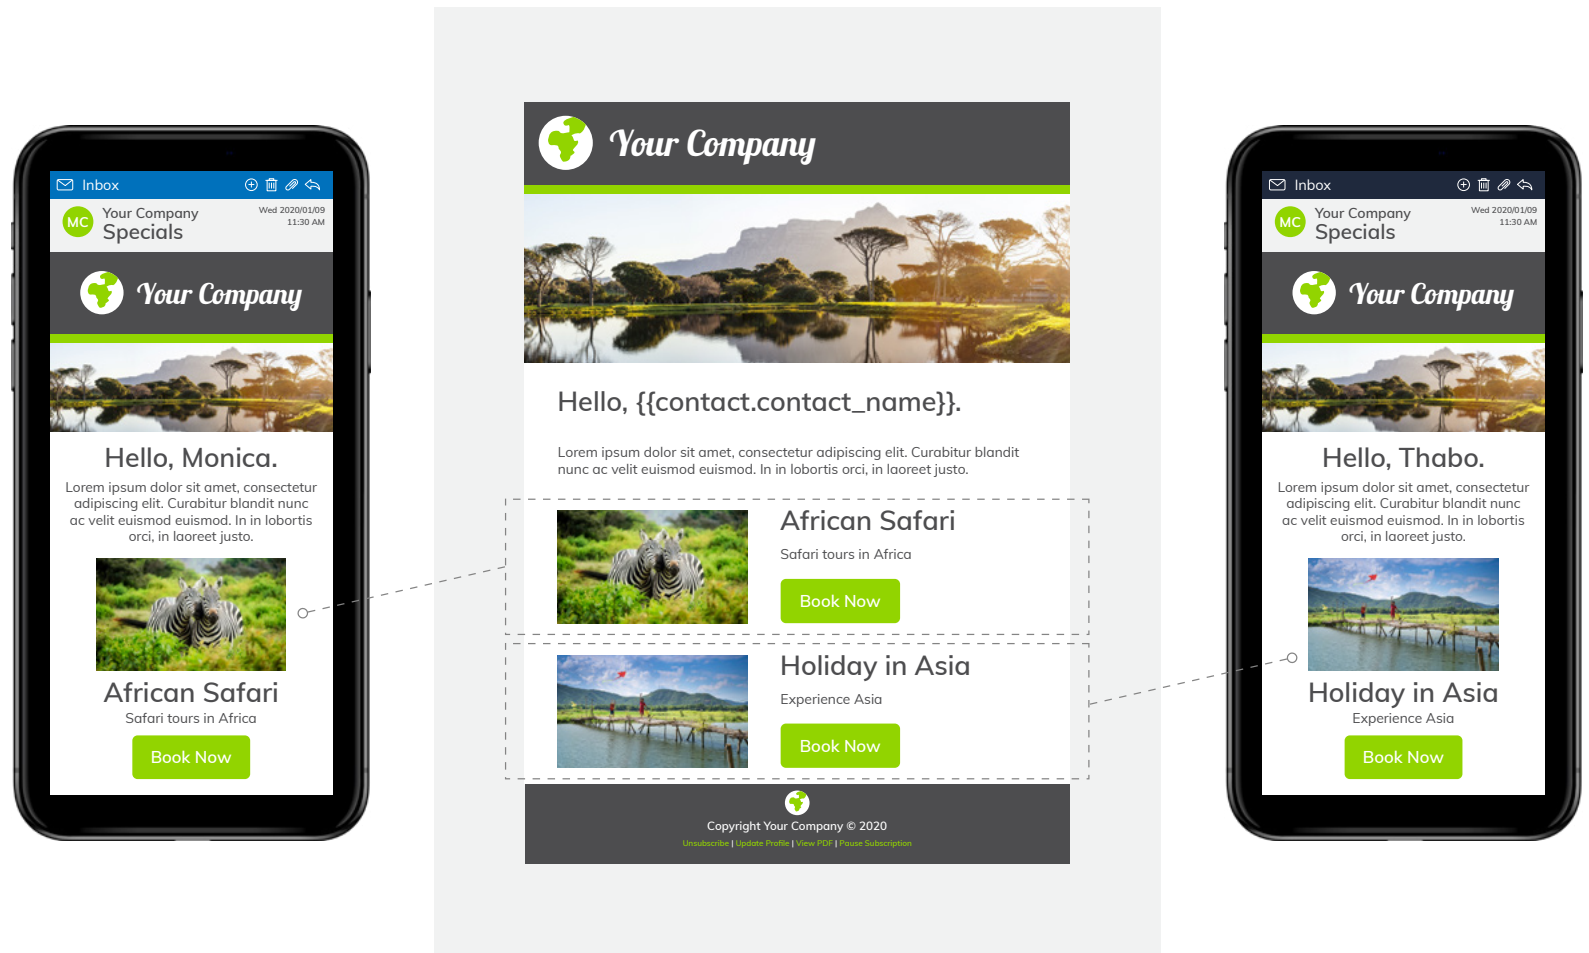 Inbox
MC
Your Company
Specials
Wed 2020/01/09
11:30 AM
Your Company
Hello, Monica.
Lorem ipsum dolor sit amet, consectetur
adipiscing elit. Curabitur blandit nunc
ac velit euismod euismod. In in lobortis
orci, in laoreet justo.
African Safari
Safari tours in Africa
Book Now
Your Company
Hello, {{contact.contact_name}}.
Lorem ipsum dolor sit amet, consectetur adipiscing elit. Curabitur blandit
nunc ac velit euismod euismod. In in lobortis orci, in laoreet justo.
African Safari
Safari tours in Africa
Book Now
Holiday in Asia
Experience Asia
Book Now
Copyright Your Company © 2020
Unsubscribe | Update Profile | View PDF | Pause Subscription
Inbox
MC
Your Company
Specials
Wed 2020/01/09
11:30 AM
Your Company
Hello, Thabo.
Lorem ipsum dolor sit amet, consectetur
adipiscing elit. Curabitur blandit nunc
ac velit euismod euismod. In in lobortis
orci, in laoreet justo.
Holiday in Asia
Experience Asia
Book Now